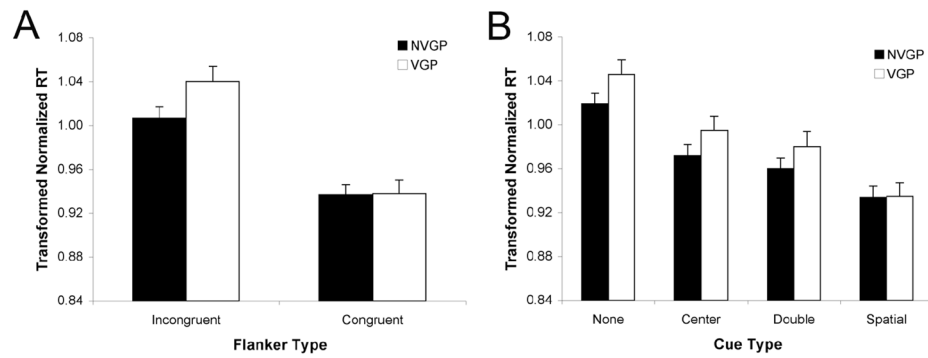 A
Transformed Normalized RT
1.08
1.04
1.00
0.96
0.92
0.88
0.84
NVGP
VGP
Incongruent
Congruent
Flanker Type
B
Transformed Normalized RT
1.08
1.04
1.00
0.96
0.92
0.88
0.84
NVGP
VGP
None
Center
Double
Spatial
Cue Type